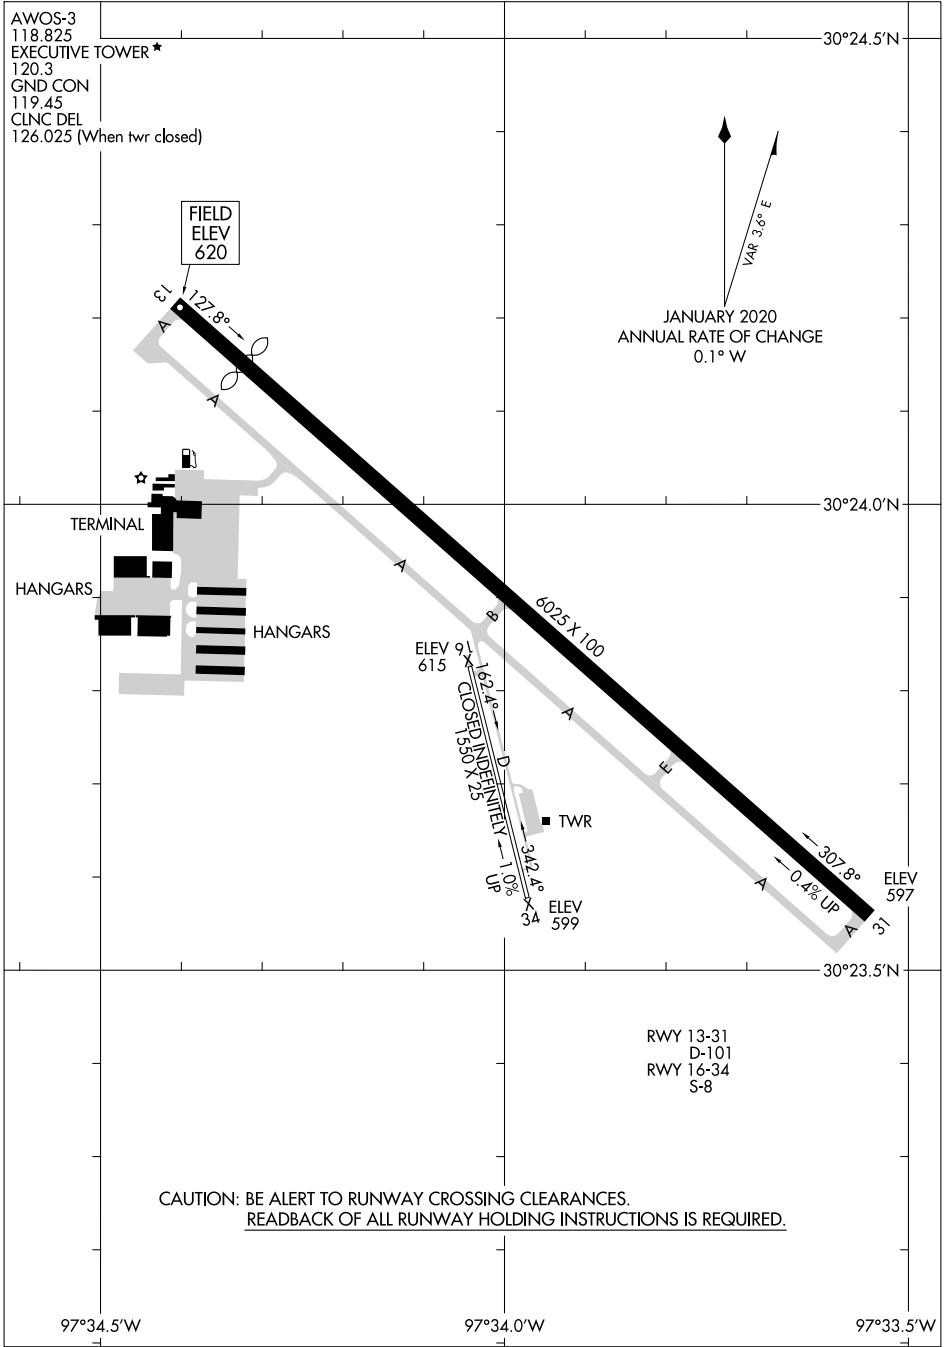 AWOS-3
118.825
EXECUTIVE TOWER★
120.3
GND CON
119.45
CLNC DEL
126.025 (When twr closed)
30°24.5'N
VAR 3.6° E
JANUARY 2020
ANNUAL RATE OF CHANGE
0.1° W
FIELD
ELEV
620
13
127.8°
A
A
30°24.0'N
TERMINAL
HANGARS
HANGARS
A
B
6025 X 100
ELEV
615
16
162.4°
CLOSED INDEFINITELY
1550 X 25
D
A
E
TWR
342.4°
1.0%
UP
34
ELEV
599
307.8°
0.4% UP
A
A
31
ELEV
597
30°23.5'N
RWY 13-31
D-101
RWY 16-34
S-8
CAUTION: BE ALERT TO RUNWAY CROSSING CLEARANCES.
READBACK OF ALL RUNWAY HOLDING INSTRUCTIONS IS REQUIRED.
97°34.5'W
97°34.0'W
97°33.5'W